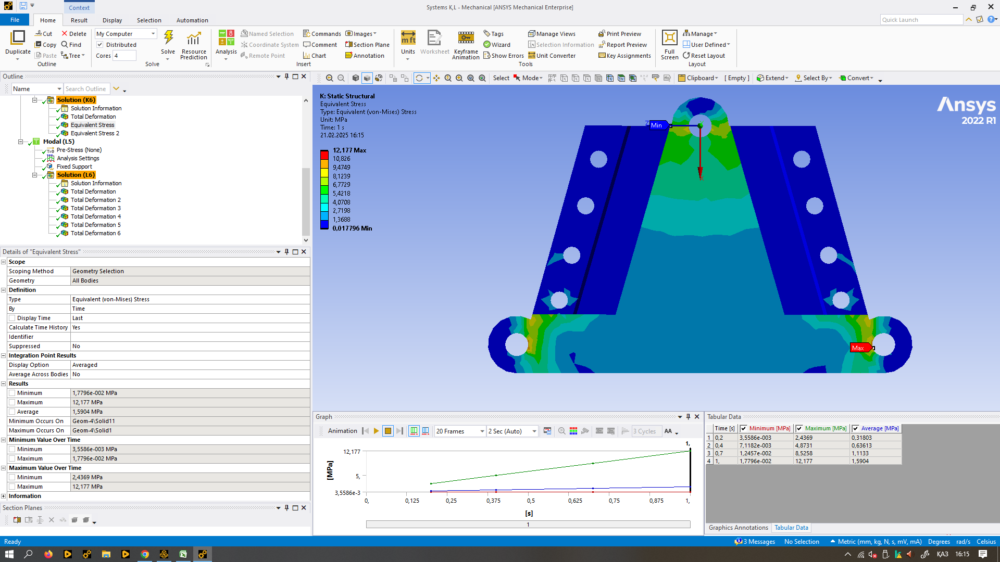 Context
Systems K,L - Mechanical [ANSYS Mechanical Enterprise]
File
Home
Result
Display
Selection
Automation
Quick Launch
Duplicate
Cut
Copy
Paste
Delete
Find
Tree
Outline
My Computer
Distributed
Cores 4
Solve
Resource Prediction
Solve
Analysis
Named Selection
Coordinate System
Remote Point
Commands
Comment
Chart
Images
Section Plane
Annotation
Insert
Units
Worksheet
Keyframe Animation
Tags
Wizard
Show Errors
Manage Views
Selection Information
Unit Converter
Print Preview
Report Preview
Key Assignments
Tools
Full Screen
Manage
User Defined
Reset Layout
Layout
Outline
Name
Search Outline
Select
Mode
Clipboard
[ Empty ]
Extend
Select By
Convert
Solution (K6)
Solution Information
Total Deformation
Equivalent Stress
Equivalent Stress 2
Modal (L5)
Pre-Stress (None)
Analysis Settings
Fixed Support
Solution (L6)
Solution Information
Total Deformation
Total Deformation 2
Total Deformation 3
Total Deformation 4
Total Deformation 5
Total Deformation 6
Details of "Equivalent Stress"
Scope
Scoping Method Geometry Selection
Geometry All Bodies
Definition
Type Equivalent (von-Mises) Stress
By Time
Display Time Last
Calculate Time History Yes
Identifier
Suppressed No
Integration Point Results
Display Option Averaged
Average Across Bodies No
Results
Minimum 1,7796e-002 MPa
Maximum 12,177 MPa
Average 1,5904 MPa
Minimum Occurs On Geom-4\Solid11
Maximum Occurs On Geom-4\Solid1
Minimum Value Over Time
Minimum 3,5586e-003 MPa
Maximum 1,7796e-002 MPa
Maximum Value Over Time
Minimum 2,4369 MPa
Maximum 12,177 MPa
Information
Section Planes
K: Static Structural
Equivalent Stress
Type: Equivalent (von-Mises) Stress
Unit: MPa
Time: 1 s
21.02.2025 16:15
12,177 Max
10,826
9,4749
8,1239
6,7729
5,4218
4,0708
2,7198
1,3688
0,017796 Min
Ansys
2022 R1
Z Min
X
Max
Graph
Animation
20 Frames
2 Sec (Auto)
3 Cycles
AA
1,
12,177
5,
3,5586e-3
[MPa]
0, 0,125 0,25 0,375 0,5 0,625 0,75 0,875 1,
[s]
1
Tabular Data
Time [s] Minimum [MPa] Maximum [MPa] Average [MPa]
1 0,2 3,5586e-003 2,4369 0,31803
2 0,4 7,1182e-003 4,8731 0,63613
3 0,7 1,2457e-002 8,5258 1,1133
4 1, 1,7796e-002 12,177 1,5904
Graphics Annotations
Tabular Data
Ready
3 Messages
No Selection
Metric (mm, kg, N, s, mV, mA)
Degrees
rad/s
Celsius
ҚАЗ
16:15